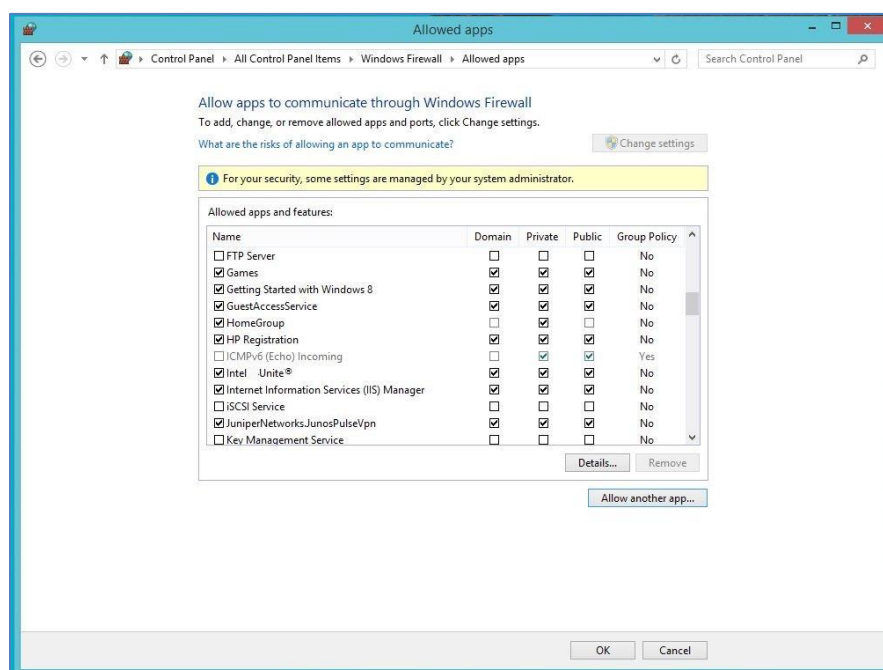 Allowed apps
Control Panel All Control Panel Items Windows Firewall Allowed apps
Search Control Panel
Allow apps to communicate through Windows Firewall
To add, change, or remove allowed apps and ports, click Change settings.
What are the risks of allowing an app to communicate?
Change settings
For your security, some settings are managed by your system administrator.
Allowed apps and features:
Name Domain Private Public Group Policy
FTP Server No
Games No
Getting Started with Windows 8 No
GuestAccessService No
HomeGroup No
HP Registration No
ICMPv6 (Echo) Incoming Yes
Intel Unite® No
Internet Information Services (IIS) Manager No
iSCSI Service No
JuniperNetworks.JunosPulseVpn No
Key Management Service No
Details... Remove
Allow another app...
OK Cancel